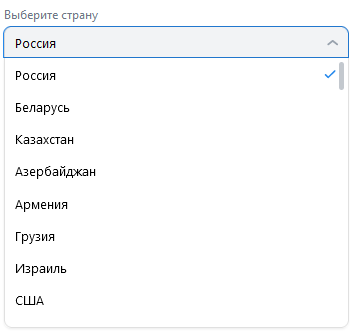 Выберите страну
Россия
Россия
Беларусь
Казахстан
Азербайджан
Армения
Грузия
Израиль
США